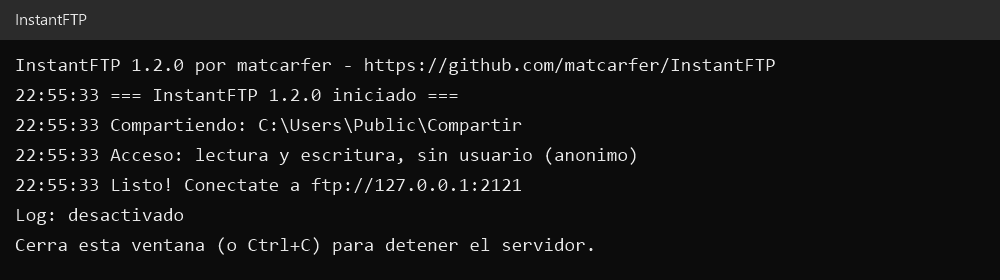 InstantFTP
InstantFTP 1.2.0 por matcarfer - https://github.com/matcarfer/InstantFTP
22:55:33 === InstantFTP 1.2.0 iniciado ===
22:55:33 Compartiendo: C:\Users\Public\Compartir
22:55:33 Acceso: lectura y escritura, sin usuario (anonimo)
22:55:33 Listo! Conectate a ftp://127.0.0.1:2121
Log: desactivado
Cerra esta ventana (o Ctrl+C) para detener el servidor.